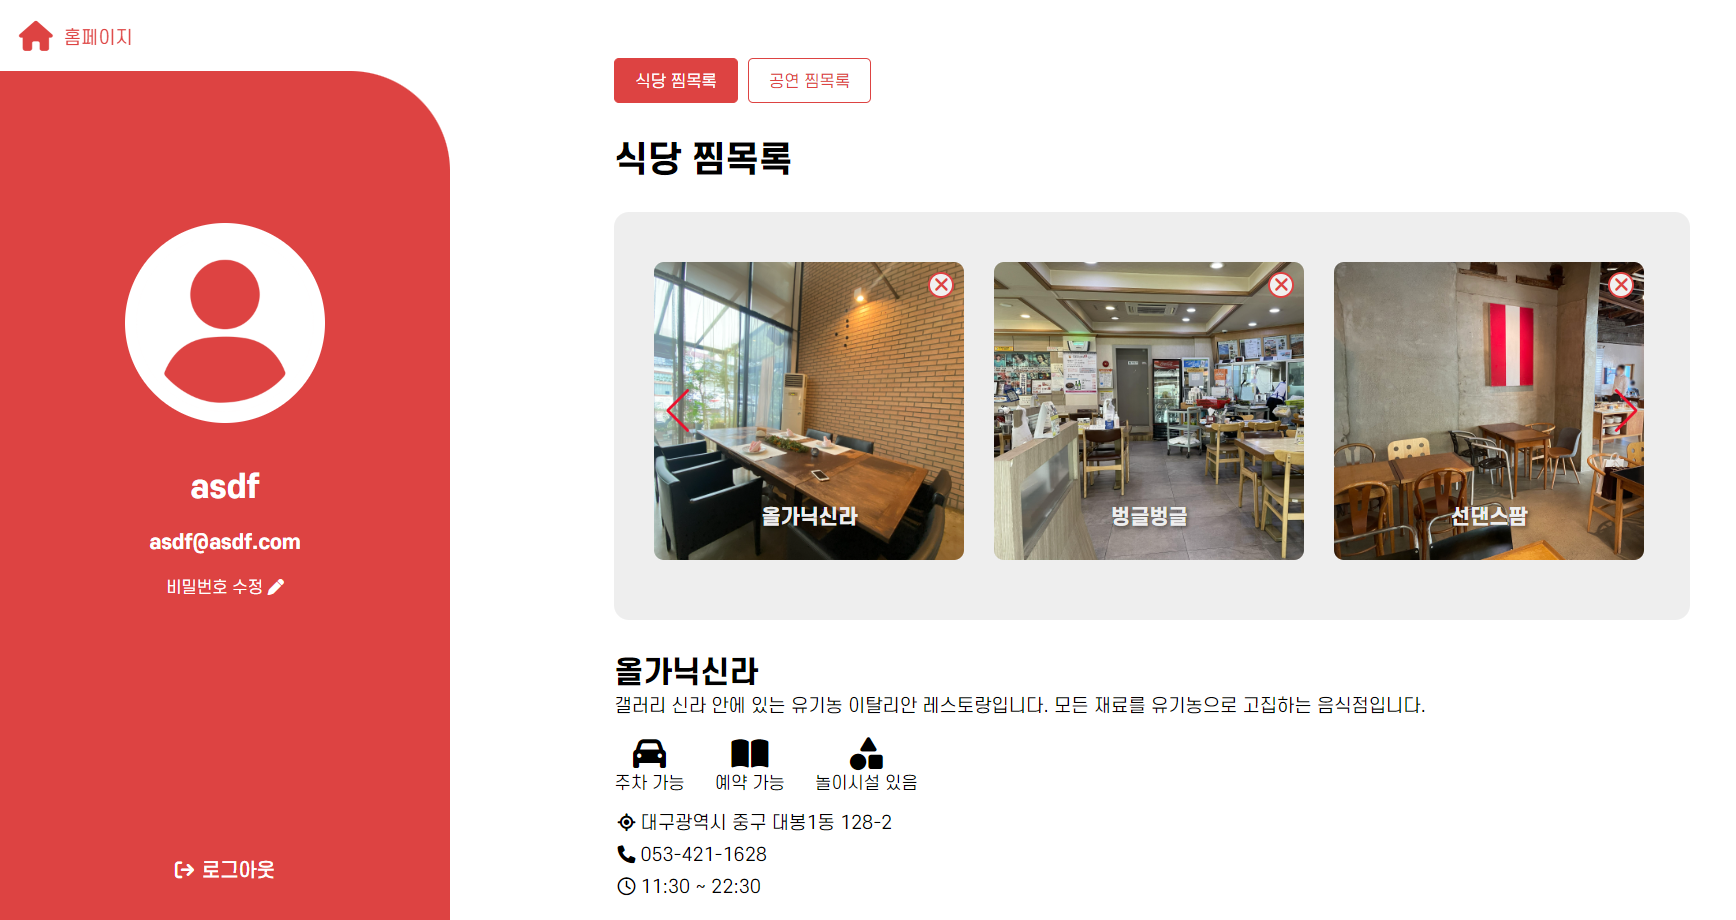 홈페이지
asdf
asdf@asdf.com
비밀번호 수정
로그아웃
식당 찜목록
공연 찜목록
식당 찜목록
올가닉신라
벙글벙글
선댄스팜
올가닉신라
갤러리 신라 안에 있는 유기농 이탈리안 레스토랑입니다. 모든 재료를 유기농으로 고집하는 음식점입니다.
주차 가능
예약 가능
놀이시설 있음
대구광역시 중구 대봉1동 128-2
053-421-1628
11:30 ~ 22:30